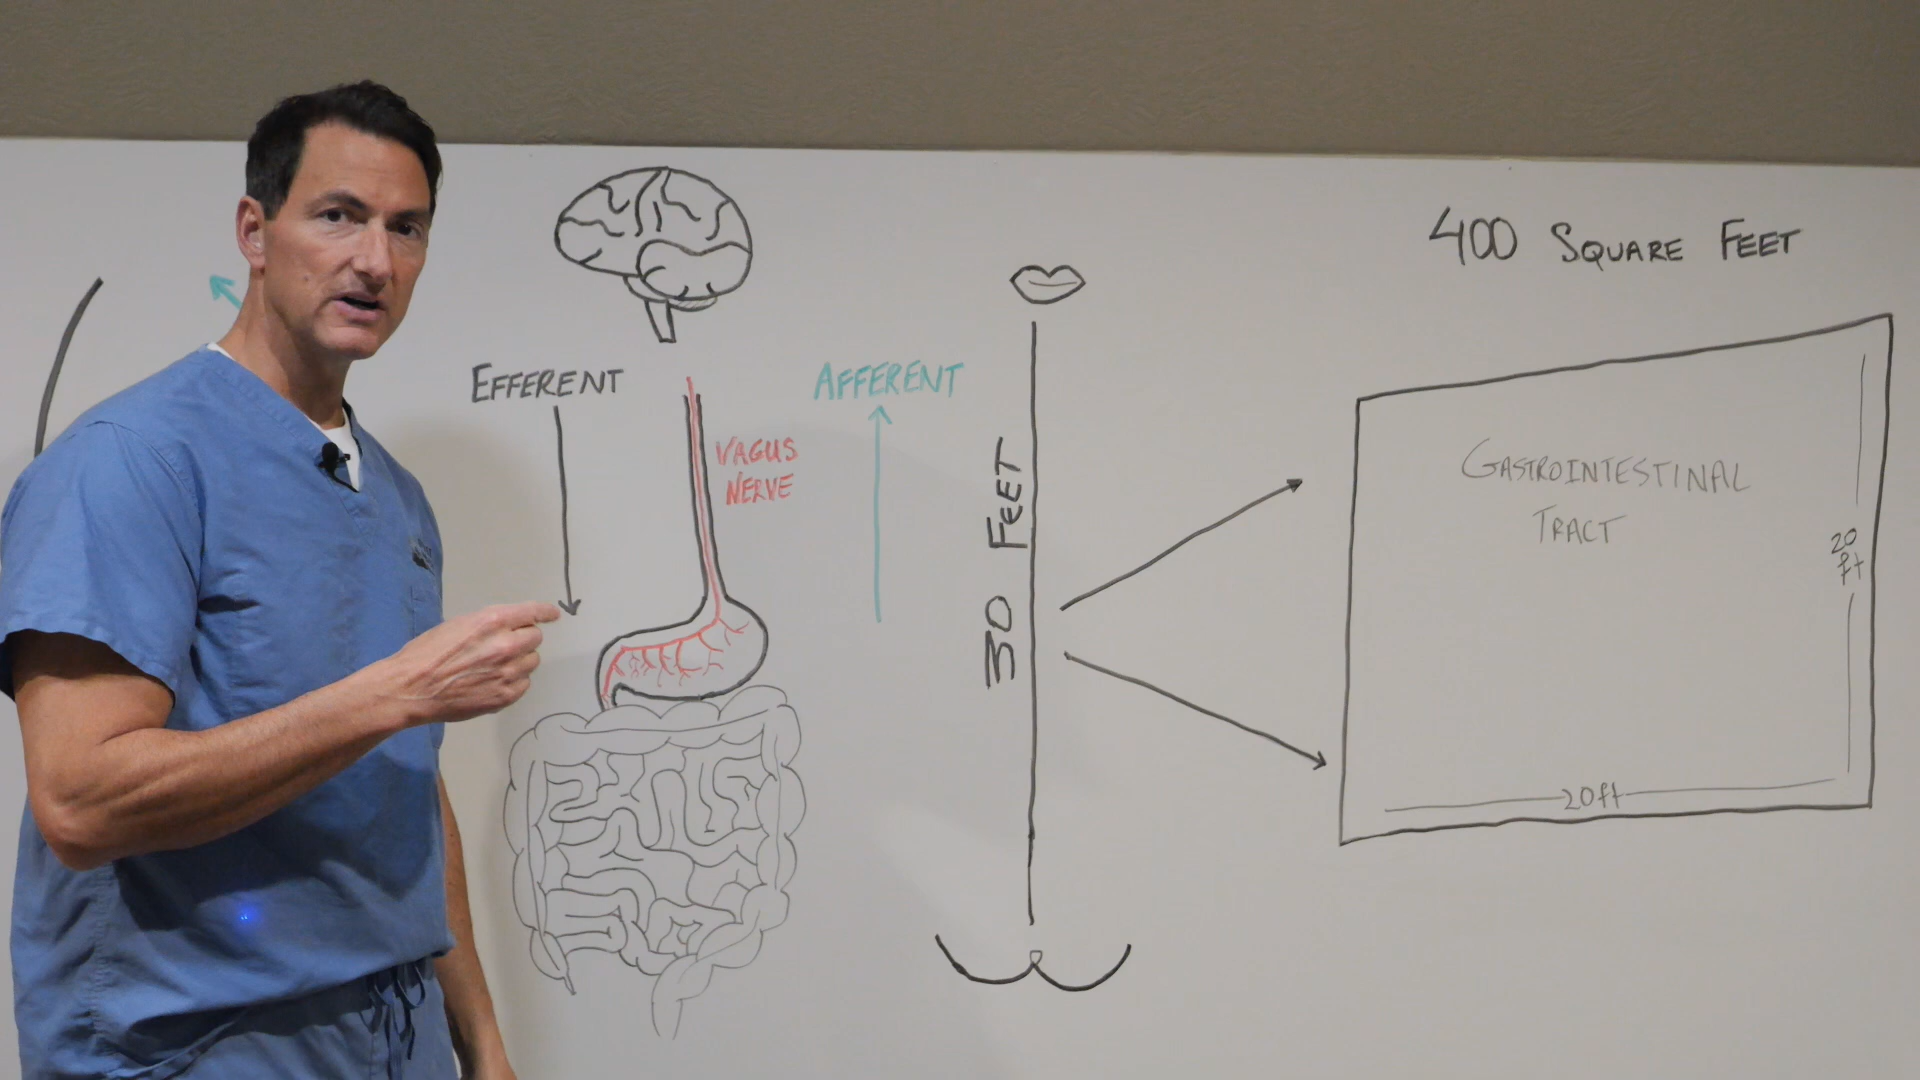 400 SQUARE FEET
EFFERENT
AFFERENT
VAGUS
NERVE
30 FEET
GASTROINTESTINAL
TRACT
20
ft
20ft